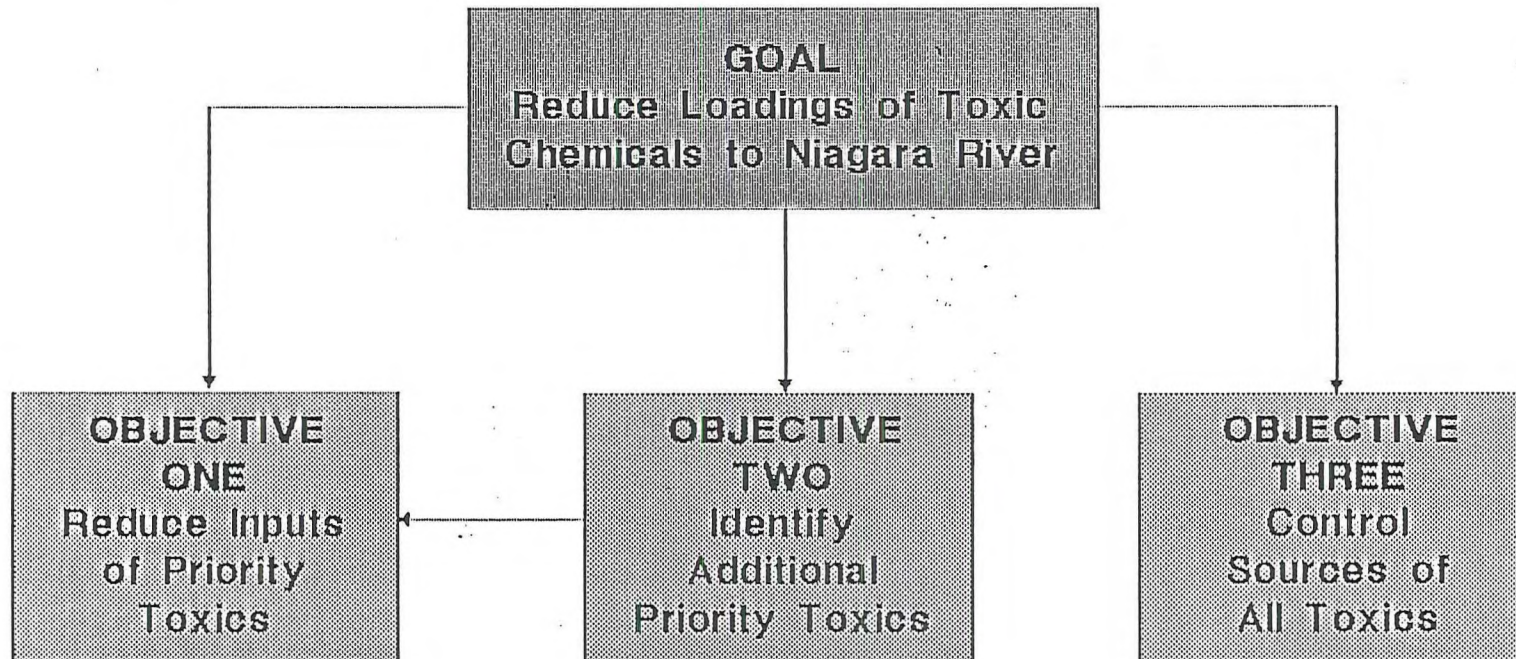 GOAL
Reduce Loadings of Toxic
Chemicals to Niagara River
OBJECTIVE
ONE
Reduce Inputs
of Priority
Toxics
OBJECTIVE
TWO
Identify
Additional
Priority Toxics
OBJECTIVE
THREE
Control
Sources of
All Toxics